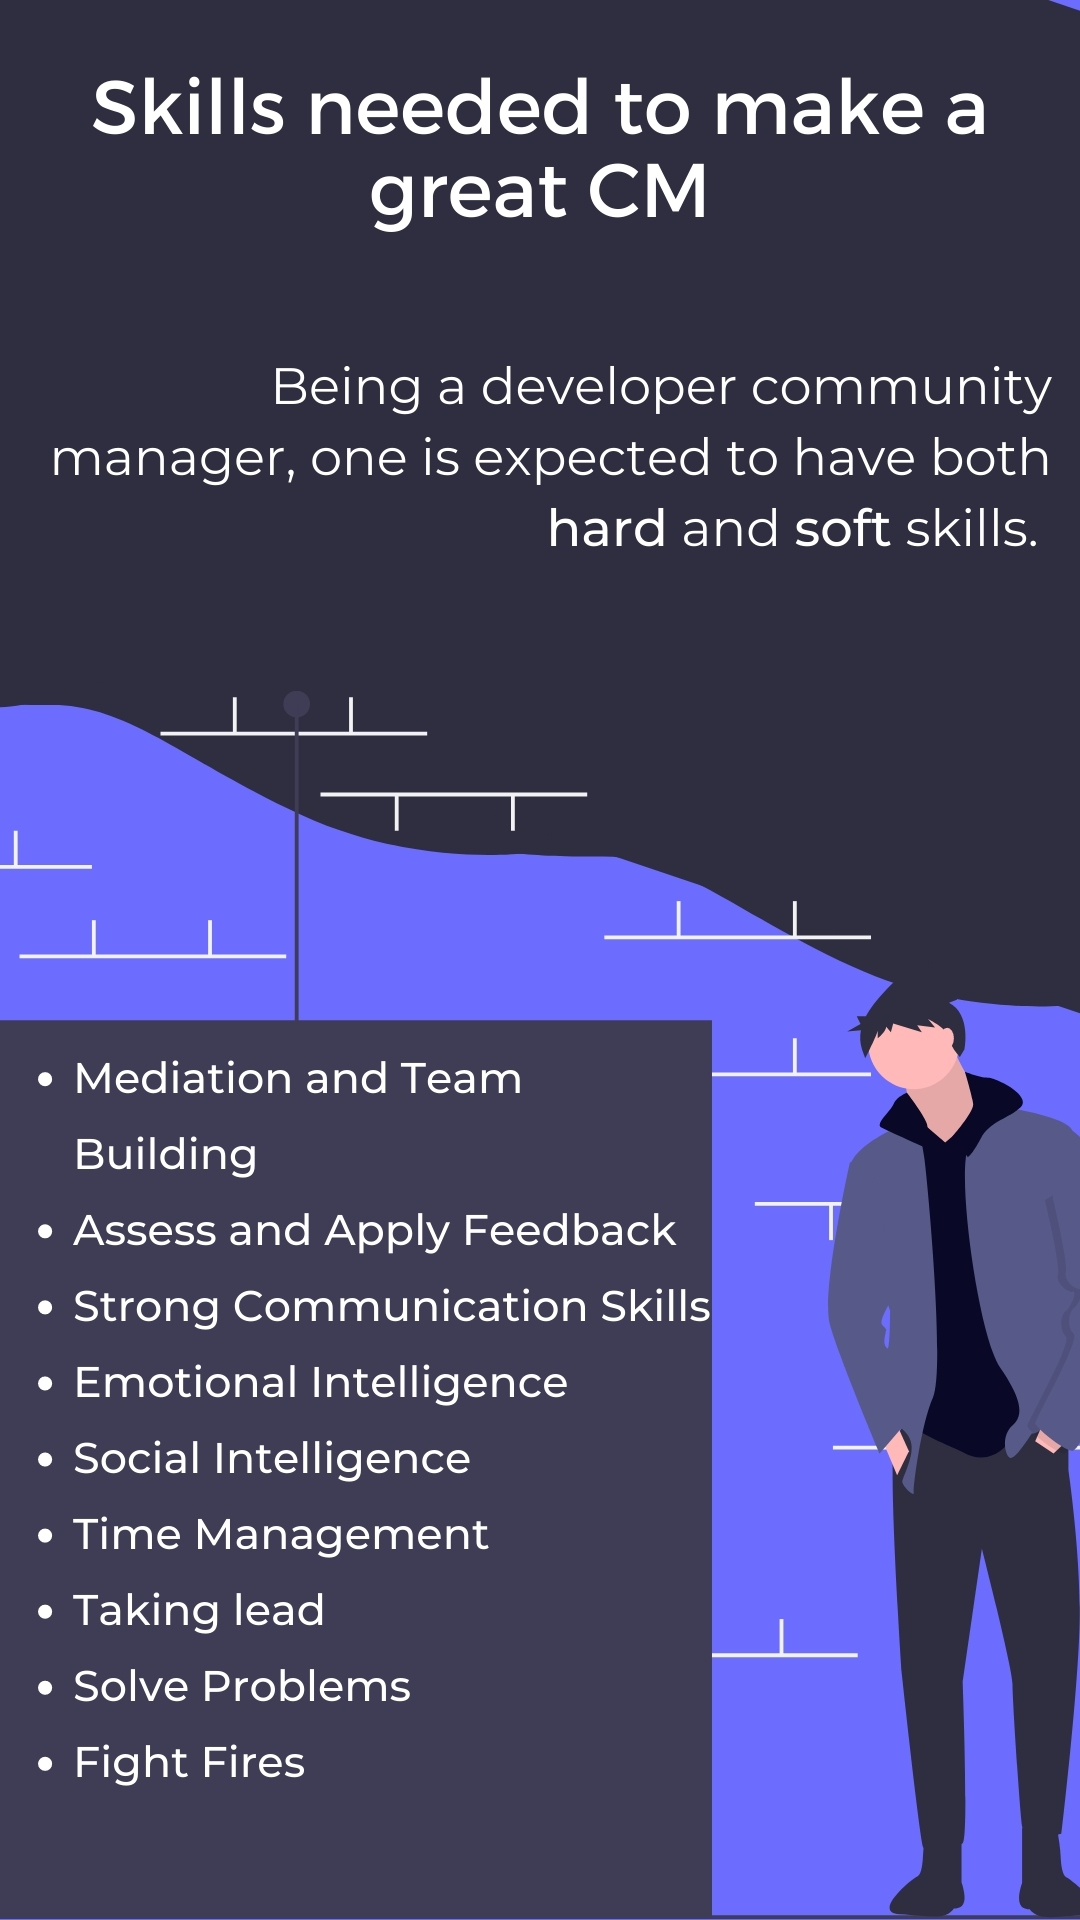 Skills needed to make a
great CM
Being a developer community
manager, one is expected to have both
hard and soft skills.
• Mediation and Team
Building
• Assess and Apply Feedback
• Strong Communication Skills
• Emotional Intelligence
• Social Intelligence
• Time Management
• Taking lead
• Solve Problems
• Fight Fires